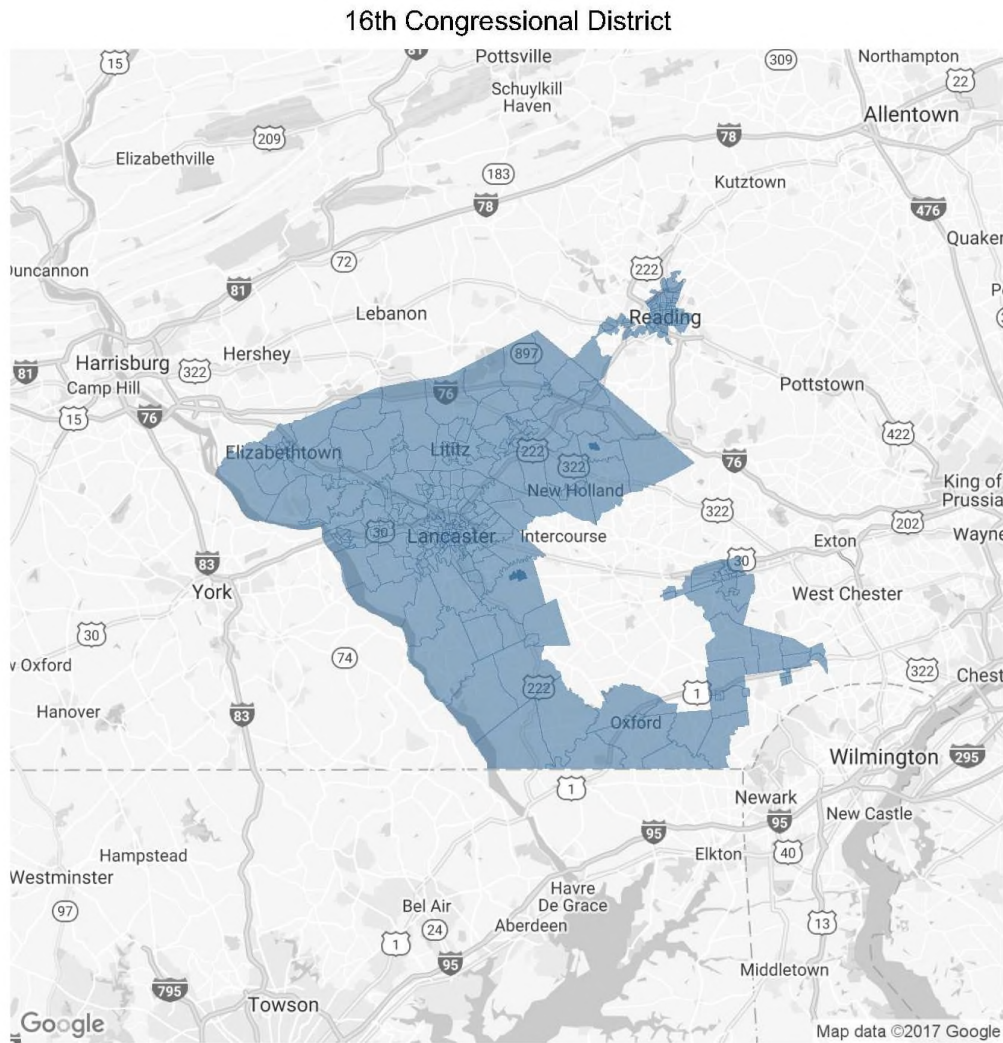 16th Congressional District
15
81
Pottsville
309
Northampton
22
Schuylkill
Haven
Allentown
209
78
Elizabethville
183
Kutztown
78
476
Quaker
222
72
Duncannon
81
Lebanon
Reading
Harrisburg
Hershey
897
81
322
Camp Hill
76
Pottstown
15
76
422
Elizabethtown
Lititz
222
322
76
King of
Prussia
New Holland
322
202
30
Lancaster
Intercourse
Exton
Wayne
83
30
York
West Chester
30
74
Oxford
322
Chest
222
1
Hanover
83
Oxford
Wilmington
295
1
Newark
95
New Castle
95
Hampstead
Elkton
40
Westminster
Havre
De Grace
97
Bel Air
24
Aberdeen
13
1
95
Middletown
795
Towson
Google
Map data ©2017 Google